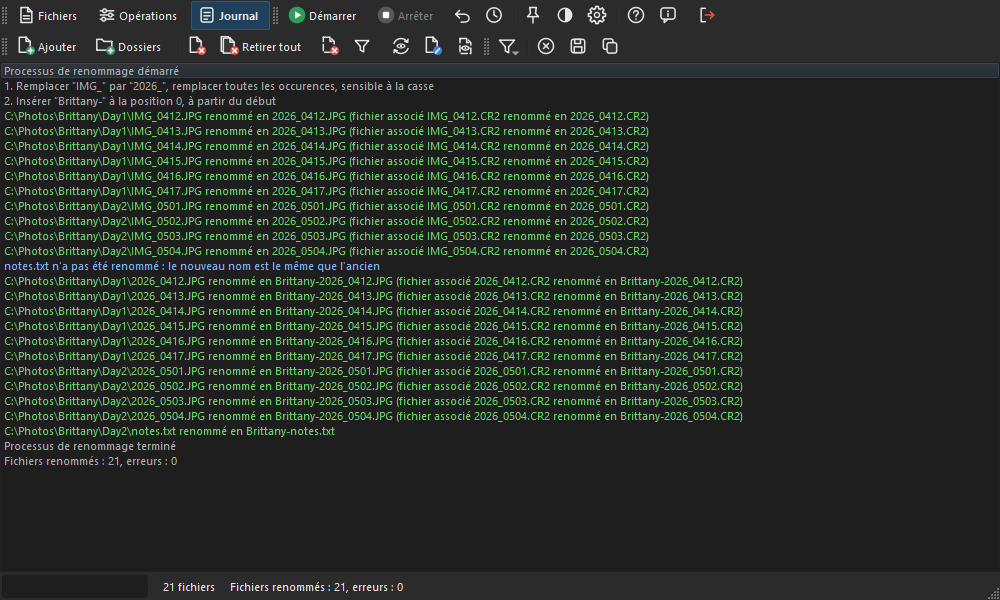 Fichiers Opérations Journal Démarrer Arrêter
Ajouter Dossiers Retirer tout
Processus de renommage démarré
1. Remplacer "IMG_" par "2026_", remplacer toutes les occurences, sensible à la casse
2. Insérer "Brittany-" à la position 0, à partir du début
C:\Photos\Brittany\Day1\IMG_0412.JPG renommé en 2026_0412.JPG (fichier associé IMG_0412.CR2 renommé en 2026_0412.CR2)
C:\Photos\Brittany\Day1\IMG_0413.JPG renommé en 2026_0413.JPG (fichier associé IMG_0413.CR2 renommé en 2026_0413.CR2)
C:\Photos\Brittany\Day1\IMG_0414.JPG renommé en 2026_0414.JPG (fichier associé IMG_0414.CR2 renommé en 2026_0414.CR2)
C:\Photos\Brittany\Day1\IMG_0415.JPG renommé en 2026_0415.JPG (fichier associé IMG_0415.CR2 renommé en 2026_0415.CR2)
C:\Photos\Brittany\Day1\IMG_0416.JPG renommé en 2026_0416.JPG (fichier associé IMG_0416.CR2 renommé en 2026_0416.CR2)
C:\Photos\Brittany\Day1\IMG_0417.JPG renommé en 2026_0417.JPG (fichier associé IMG_0417.CR2 renommé en 2026_0417.CR2)
C:\Photos\Brittany\Day2\IMG_0501.JPG renommé en 2026_0501.JPG (fichier associé IMG_0501.CR2 renommé en 2026_0501.CR2)
C:\Photos\Brittany\Day2\IMG_0502.JPG renommé en 2026_0502.JPG (fichier associé IMG_0502.CR2 renommé en 2026_0502.CR2)
C:\Photos\Brittany\Day2\IMG_0503.JPG renommé en 2026_0503.JPG (fichier associé IMG_0503.CR2 renommé en 2026_0503.CR2)
C:\Photos\Brittany\Day2\IMG_0504.JPG renommé en 2026_0504.JPG (fichier associé IMG_0504.CR2 renommé en 2026_0504.CR2)
notes.txt n'a pas été renommé : le nouveau nom est le même que l'ancien
C:\Photos\Brittany\Day1\2026_0412.JPG renommé en Brittany-2026_0412.JPG (fichier associé 2026_0412.CR2 renommé en Brittany-2026_0412.CR2)
C:\Photos\Brittany\Day1\2026_0413.JPG renommé en Brittany-2026_0413.JPG (fichier associé 2026_0413.CR2 renommé en Brittany-2026_0413.CR2)
C:\Photos\Brittany\Day1\2026_0414.JPG renommé en Brittany-2026_0414.JPG (fichier associé 2026_0414.CR2 renommé en Brittany-2026_0414.CR2)
C:\Photos\Brittany\Day1\2026_0415.JPG renommé en Brittany-2026_0415.JPG (fichier associé 2026_0415.CR2 renommé en Brittany-2026_0415.CR2)
C:\Photos\Brittany\Day1\2026_0416.JPG renommé en Brittany-2026_0416.JPG (fichier associé 2026_0416.CR2 renommé en Brittany-2026_0416.CR2)
C:\Photos\Brittany\Day1\2026_0417.JPG renommé en Brittany-2026_0417.JPG (fichier associé 2026_0417.CR2 renommé en Brittany-2026_0417.CR2)
C:\Photos\Brittany\Day2\2026_0501.JPG renommé en Brittany-2026_0501.JPG (fichier associé 2026_0501.CR2 renommé en Brittany-2026_0501.CR2)
C:\Photos\Brittany\Day2\2026_0502.JPG renommé en Brittany-2026_0502.JPG (fichier associé 2026_0502.CR2 renommé en Brittany-2026_0502.CR2)
C:\Photos\Brittany\Day2\2026_0503.JPG renommé en Brittany-2026_0503.JPG (fichier associé 2026_0503.CR2 renommé en Brittany-2026_0503.CR2)
C:\Photos\Brittany\Day2\2026_0504.JPG renommé en Brittany-2026_0504.JPG (fichier associé 2026_0504.CR2 renommé en Brittany-2026_0504.CR2)
C:\Photos\Brittany\Day2\notes.txt renommé en Brittany-notes.txt
Processus de renommage terminé
Fichiers renommés : 21, erreurs : 0
21 fichiers Fichiers renommés : 21, erreurs : 0